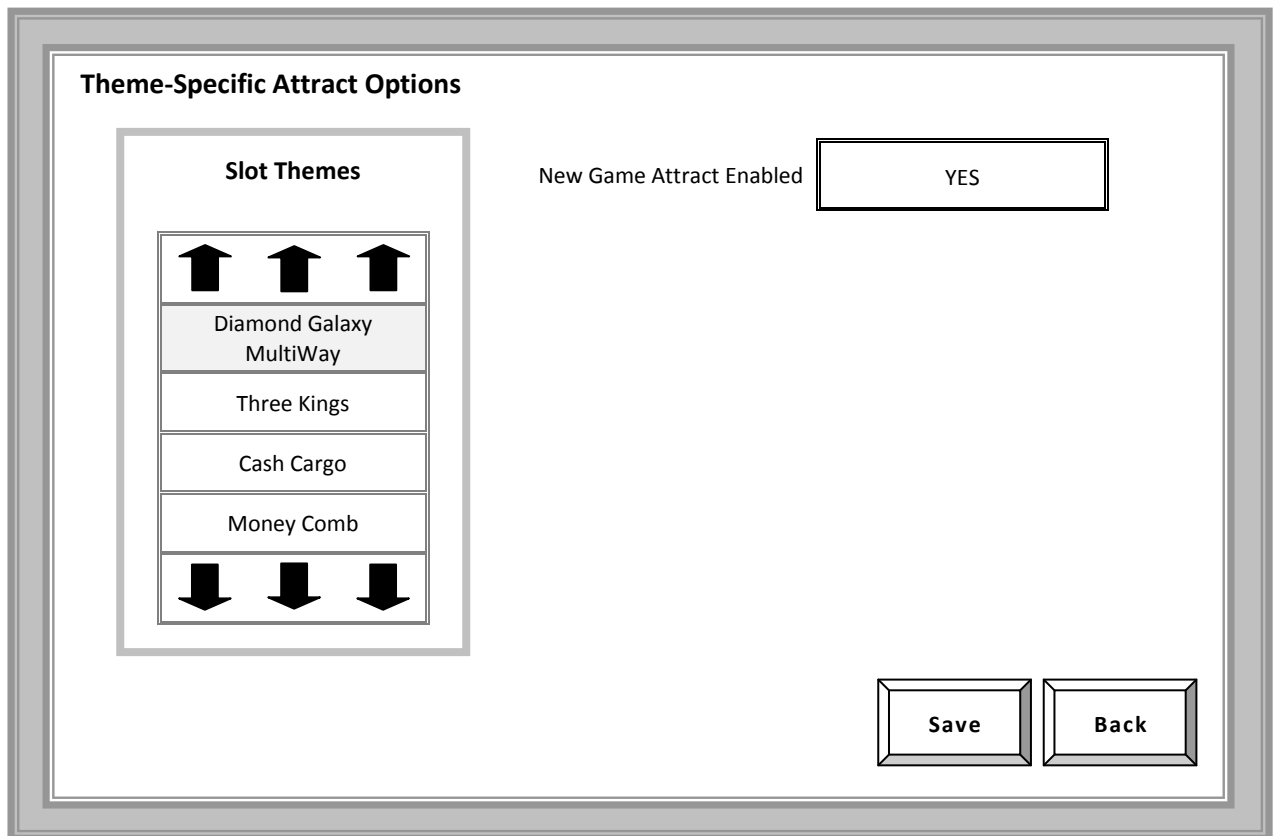 Theme-Specific Attract Options
Slot Themes
New Game Attract Enabled
YES
Diamond Galaxy
MultiWay
Three Kings
Cash Cargo
Money Comb
Save
Back